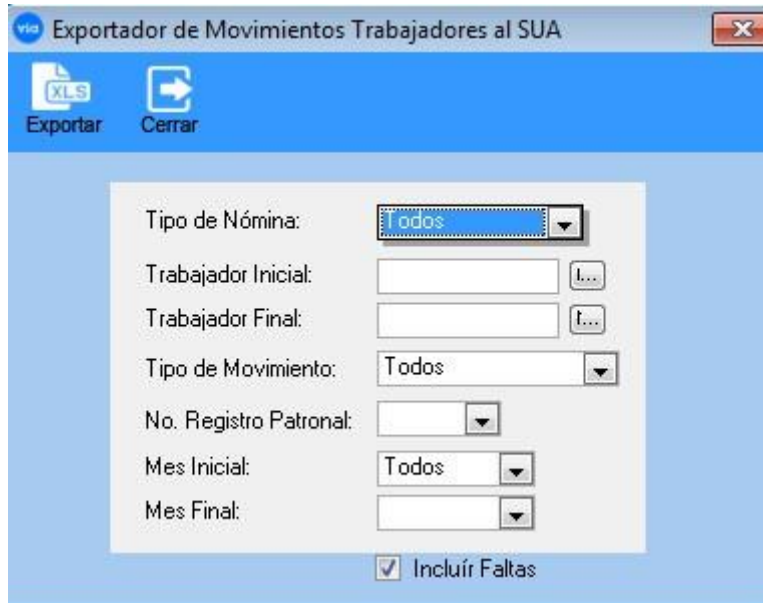 via Exportador de Movimientos Trabajadores al SUA
XLS
Exportar Cerrar
Tipo de Nómina: Todos
Trabajador Inicial:
Trabajador Final:
Tipo de Movimiento: Todos
No. Registro Patronal:
Mes Inicial: Todos
Mes Final:
Incluír Faltas